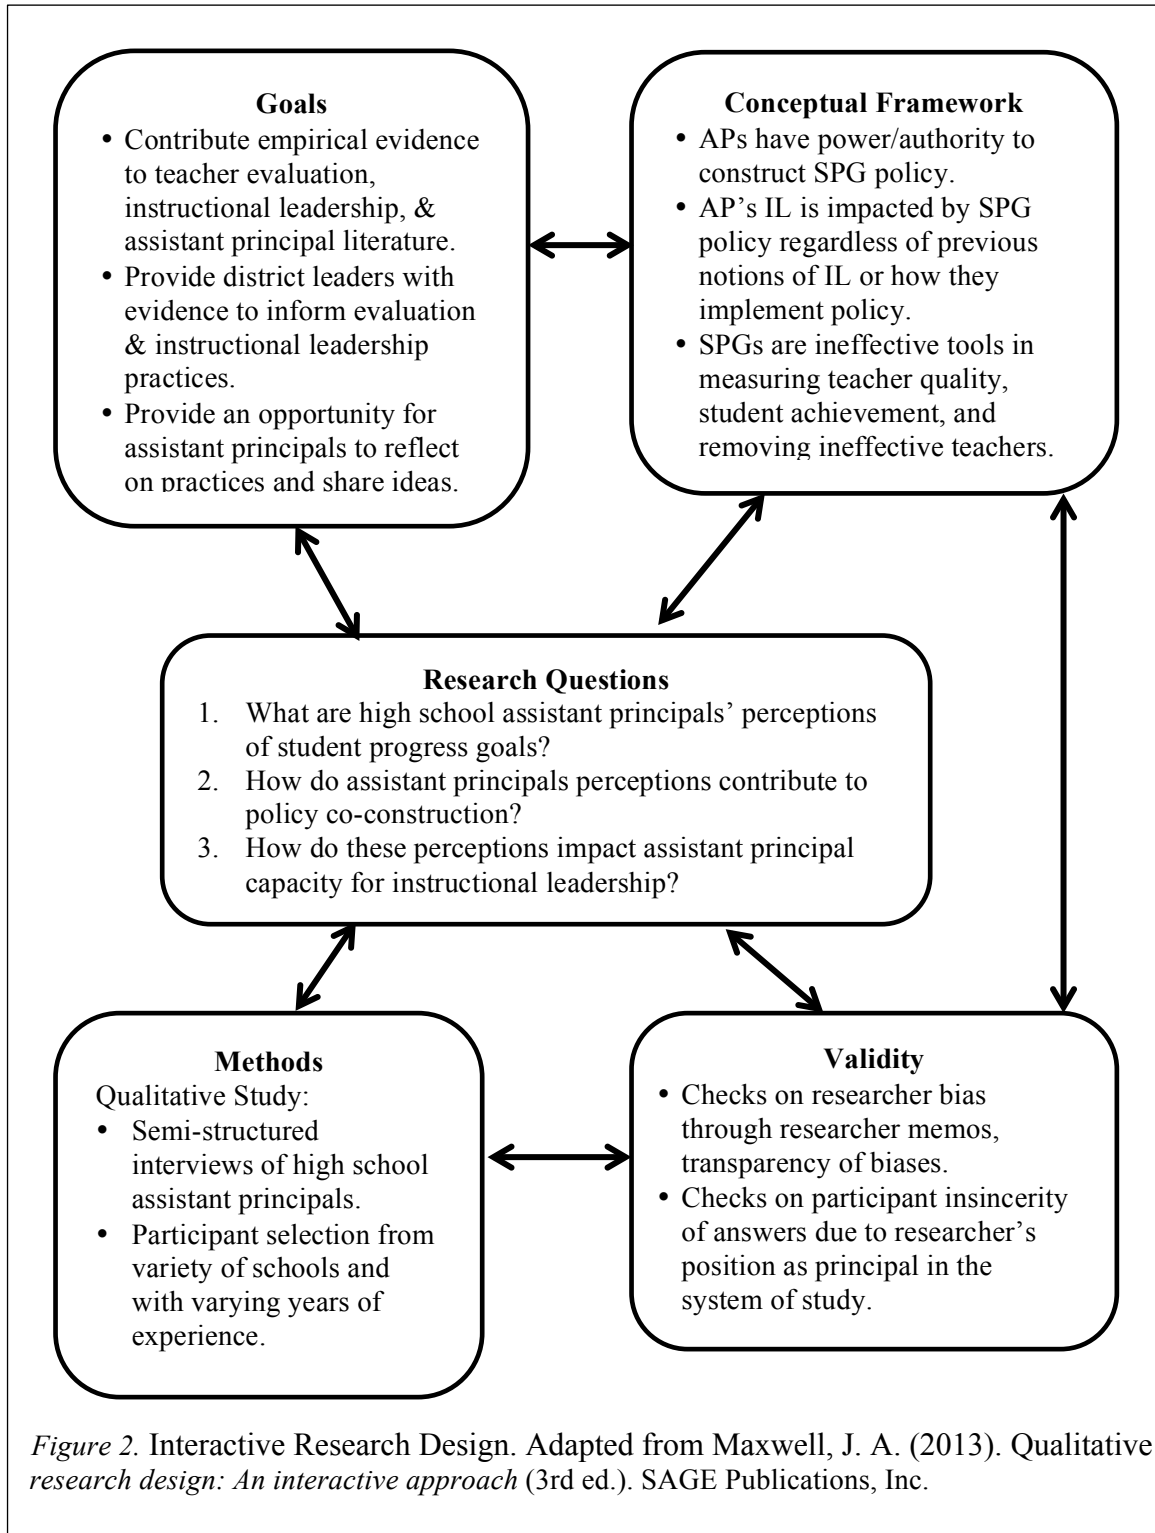 Goals
• Contribute empirical evidence
to teacher evaluation,
instructional leadership, &
assistant principal literature.
• Provide district leaders with
evidence to inform evaluation
& instructional leadership
practices.
• Provide an opportunity for
assistant principals to reflect
on practices and share ideas.
Conceptual Framework
• APs have power/authority to
construct SPG policy.
• AP's IL is impacted by SPG
policy regardless of previous
notions of IL or how they
implement policy.
• SPGs are ineffective tools in
measuring teacher quality,
student achievement, and
removing ineffective teachers.
Research Questions
1. What are high school assistant principals' perceptions
of student progress goals?
2. How do assistant principals perceptions contribute to
policy co-construction?
3. How do these perceptions impact assistant principal
capacity for instructional leadership?
Methods
Qualitative Study:
• Semi-structured
interviews of high school
assistant principals.
• Participant selection from
variety of schools and
with varying years of
experience.
Validity
• Checks on researcher bias
through researcher memos,
transparency of biases.
• Checks on participant insincerity
of answers due to researcher's
position as principal in the
system of study.
Figure 2. Interactive Research Design. Adapted from Maxwell, J. A. (2013). Qualitative
research design: An interactive approach (3rd ed.). SAGE Publications, Inc.